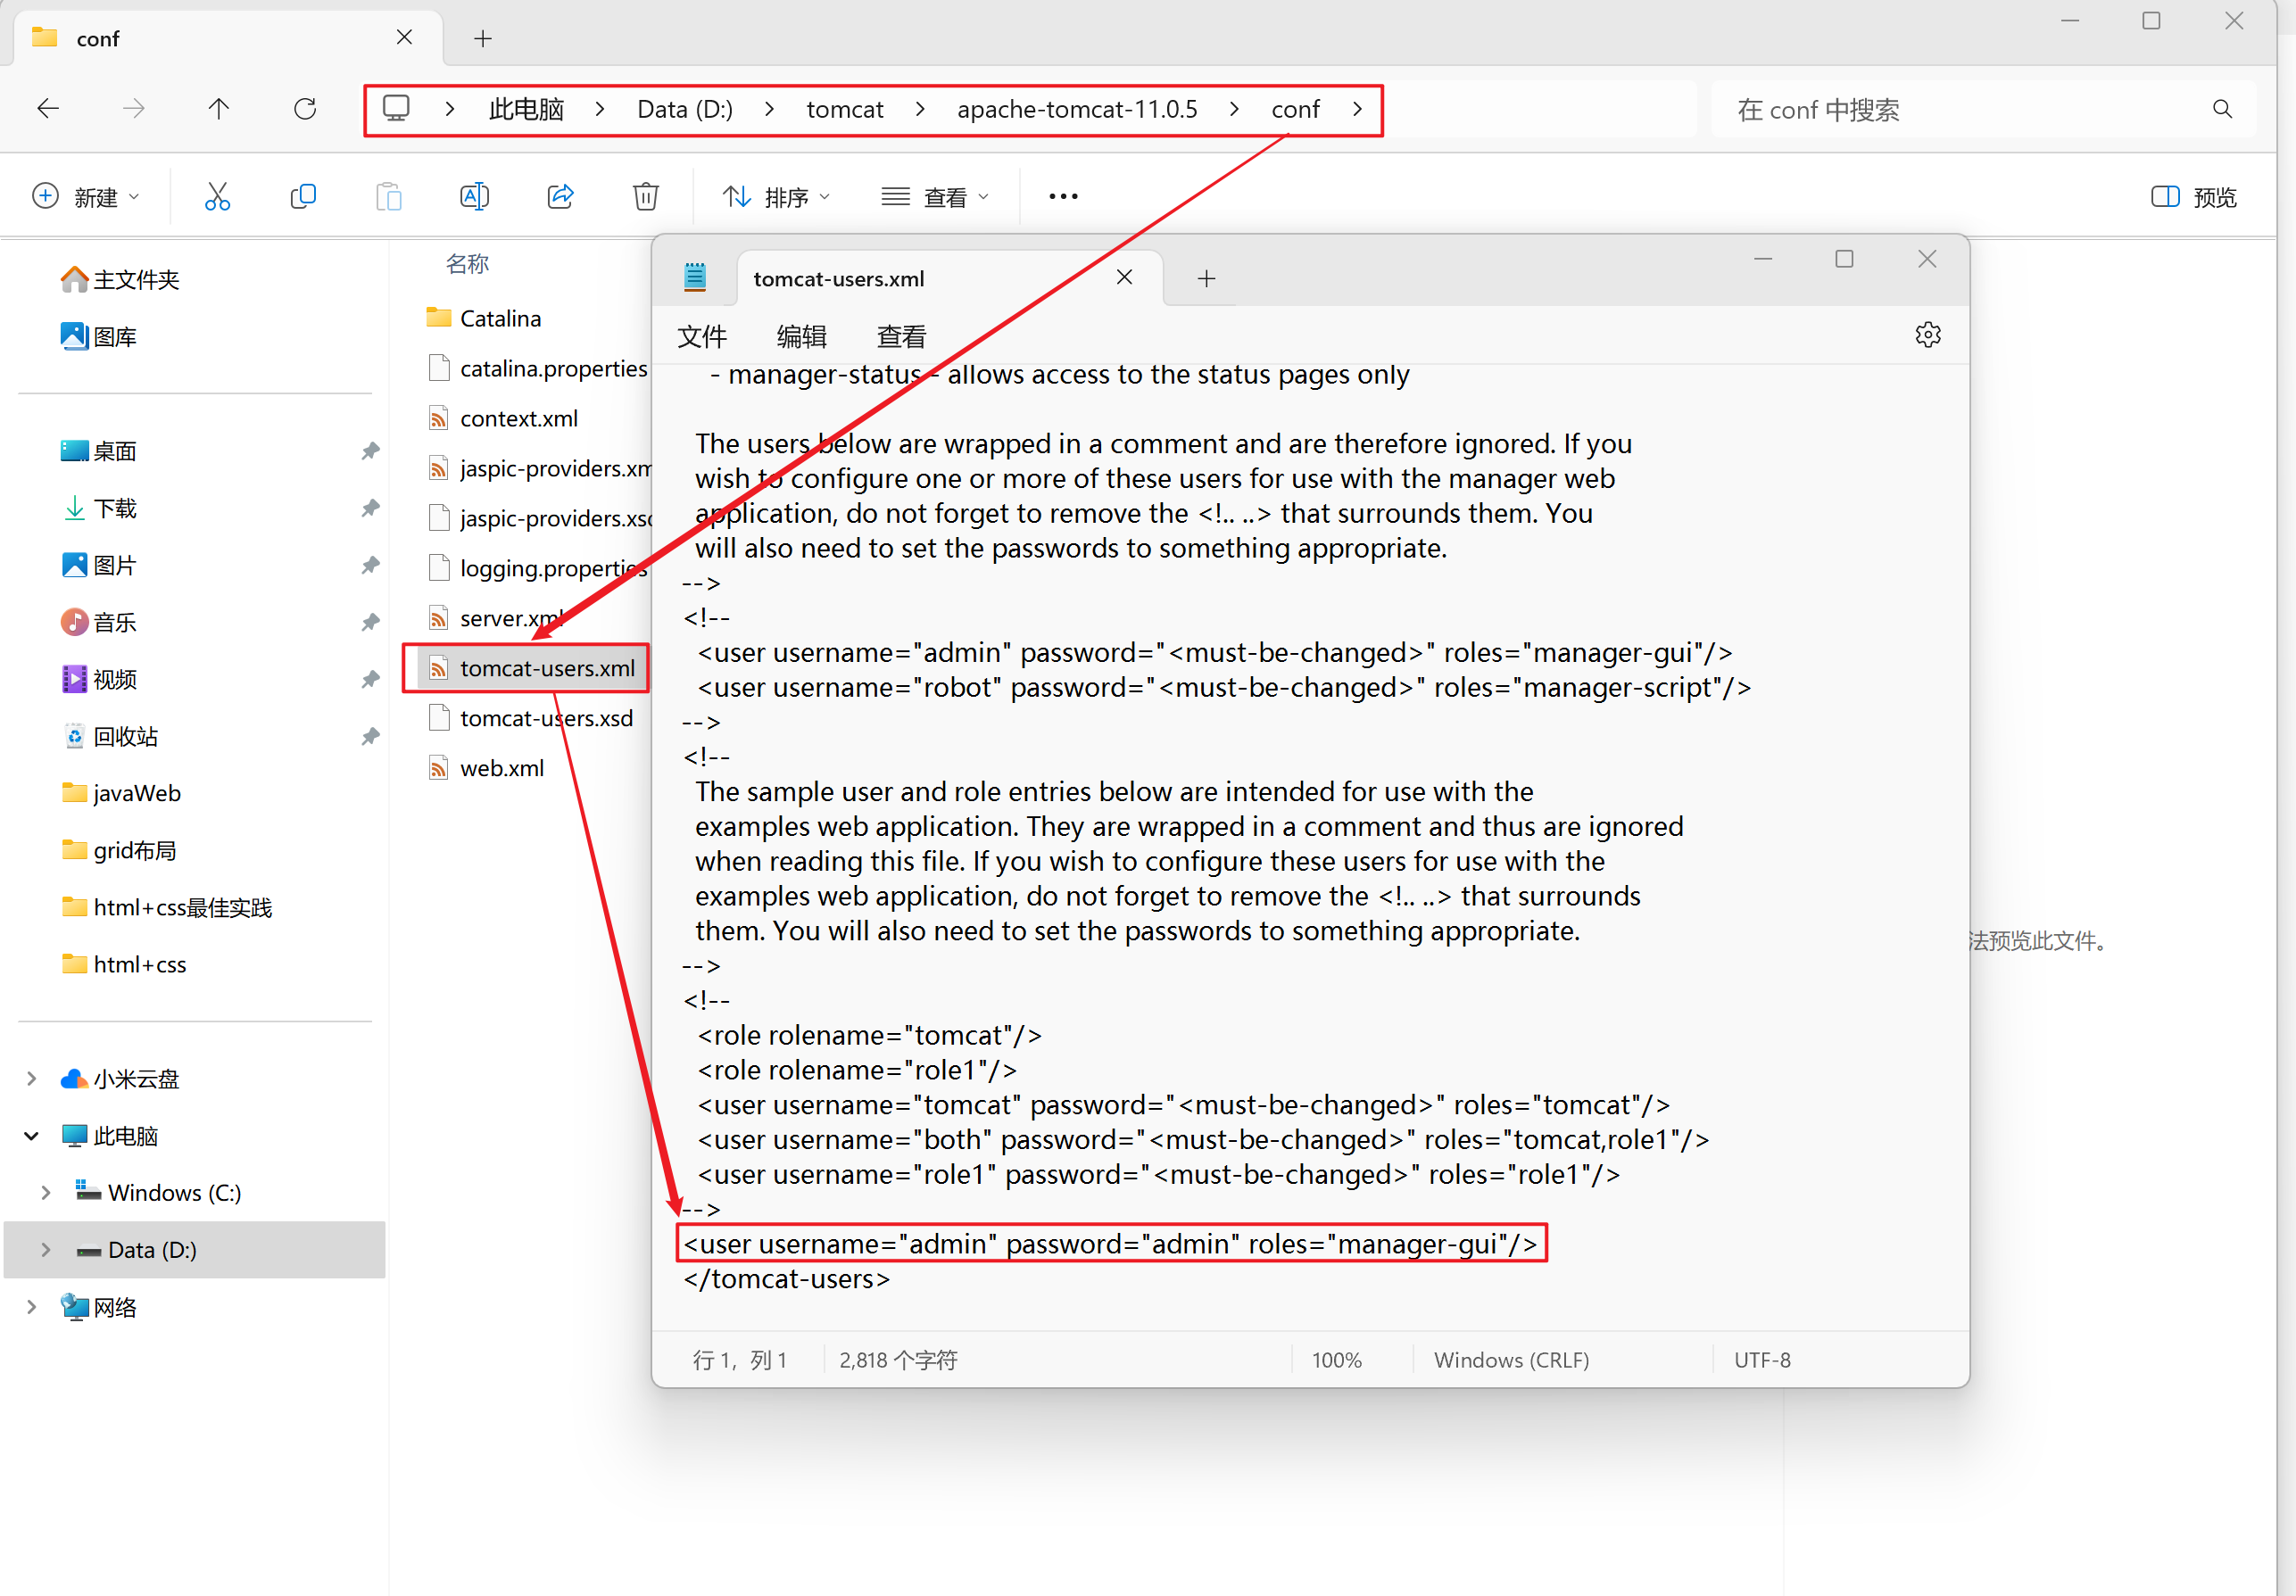 conf
此电脑 Data (D:) tomcat apache-tomcat-11.0.5 conf
在 conf 中搜索
新建 排序 查看 ... 预览
主文件夹
图库
桌面
下载
图片
音乐
视频
回收站
javaWeb
grid布局
html+css最佳实践
html+css
小米云盘
此电脑
Windows (C:)
Data (D:)
网络
名称
Catalina
catalina.properties
context.xml
jaspic-providers.xm
jaspic-providers.xsd
logging.properties
server.xml
tomcat-users.xml
tomcat-users.xsd
web.xml
tomcat-users.xml
文件 编辑 查看
- manager-status - allows access to the status pages only
The users below are wrapped in a comment and are therefore ignored. If you
wish to configure one or more of these users for use with the manager web
application, do not forget to remove the <!.. ..> that surrounds them. You
will also need to set the passwords to something appropriate.
-->
<!--
<user username="admin" password="<must-be-changed>" roles="manager-gui"/>
<user username="robot" password="<must-be-changed>" roles="manager-script"/>
-->
<!--
The sample user and role entries below are intended for use with the
examples web application. They are wrapped in a comment and thus are ignored
when reading this file. If you wish to configure these users for use with the
examples web application, do not forget to remove the <!.. ..> that surrounds
them. You will also need to set the passwords to something appropriate.
-->
<!--
<role rolename="tomcat"/>
<role rolename="role1"/>
<user username="tomcat" password="<must-be-changed>" roles="tomcat"/>
<user username="both" password="<must-be-changed>" roles="tomcat,role1"/>
<user username="role1" password="<must-be-changed>" roles="role1"/>
-->
<user username="admin" password="admin" roles="manager-gui"/>
</tomcat-users>
行 1，列 1 2,818 个字符 100% Windows (CRLF) UTF-8
法预览此文件。